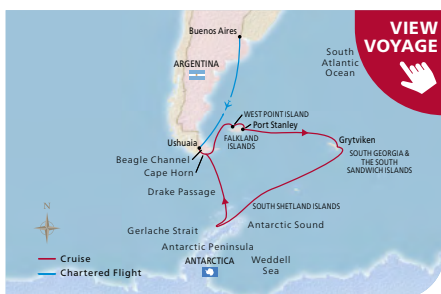 VIEW
VOYAGE
Buenos Aires
ARGENTINA
South
Atlantic
Ocean
WEST POINT ISLAND
Port Stanley
FALKLAND
ISLANDS
Ushuaia
Grytviken
Beagle Channel
Cape Horn
SOUTH GEORGIA &
THE SOUTH
SANDWICH ISLANDS
Drake Passage
SOUTH SHETLAND ISLANDS
Antarctic Sound
Gerlache Strait
Antarctic Peninsula
ANTARCTICA
Weddell
Sea
N
Cruise
Chartered Flight